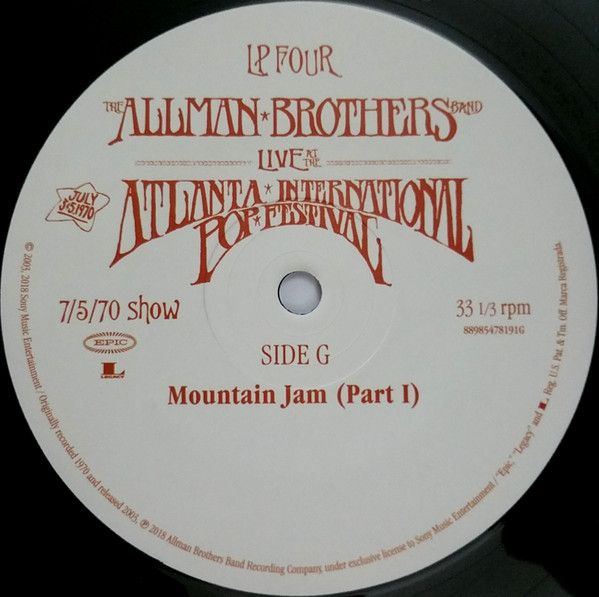 LP FOUR
THE ALLMAN★BROTHERS BAND
LIVE AT THE
ATLANTA★INTERNATIONAL
POP★FESTIVAL
JULY
3-5, 1970
7/5/70 show
33 1/3 rpm
EPIC
88985478191G
L
LEGACY
SIDE G
Mountain Jam (Part I)
© 2003, 2018 Sony Music Entertainment / Originally recorded 1970 and released 2003, ℗ 2018 Allman Brothers Band Recording Company, under exclusive license to Sony Music Entertainment / "Epic," "Legacy" and L, Reg. U.S. Pat. & Tm. Off. Marca Registrada.